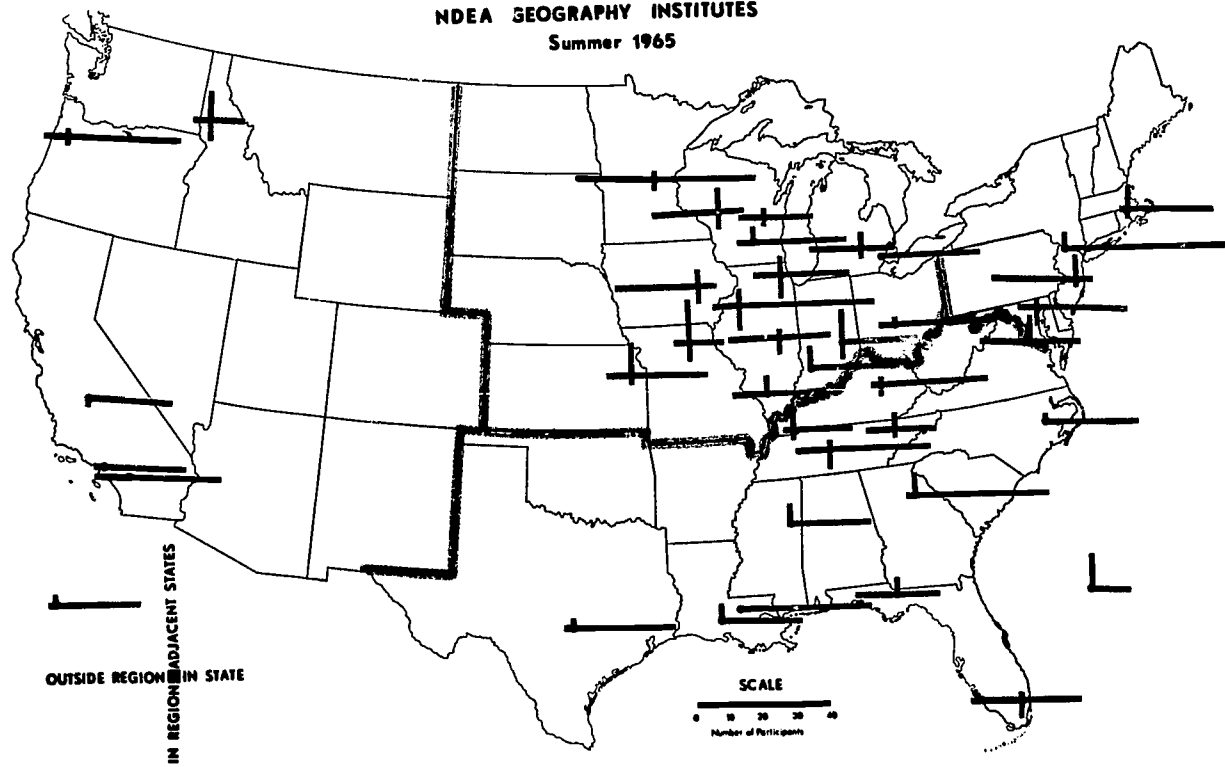 NDEA GEOGRAPHY INSTITUTES
Summer 1965
OUTSIDE REGION IN STATE
IN REGION ADJACENT STATES
SCALE
0 10 20 30 40
Number of Participants